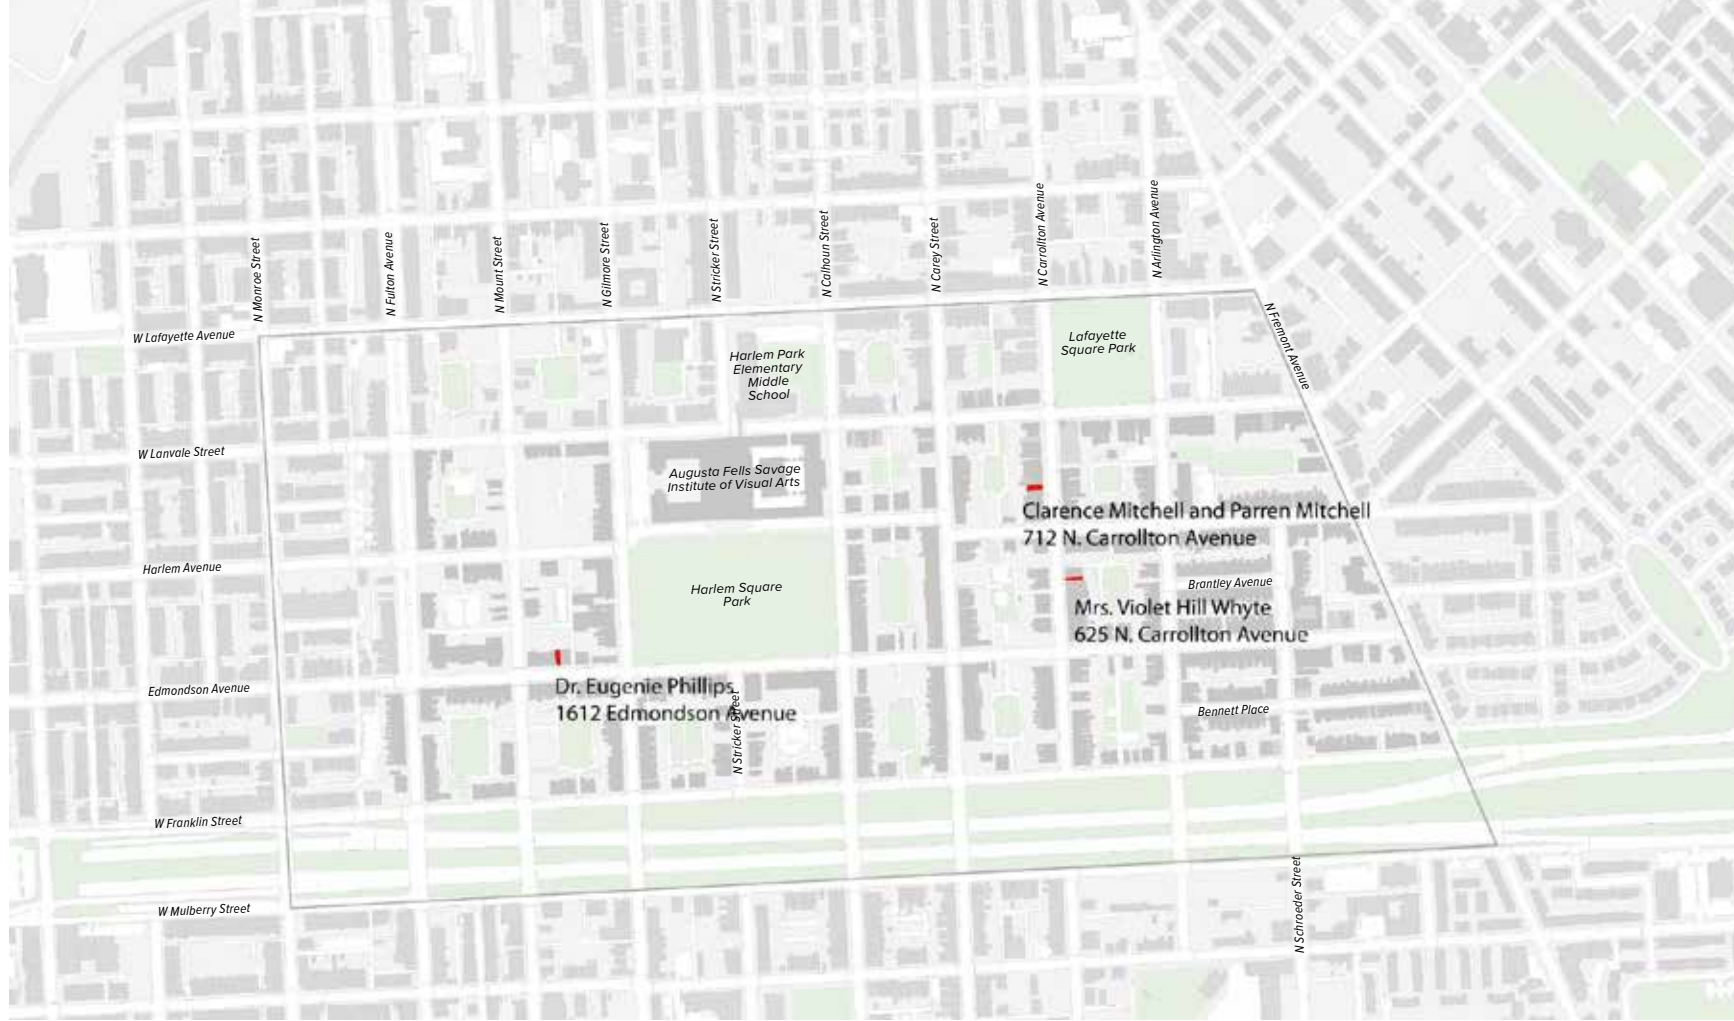 N Monroe Street
N Fulton Avenue
N Mount Street
N Gilmore Street
N Stricker Street
N Calhoun Street
N Carey Street
N Carrollton Avenue
N Arlington Avenue
N Fremont Avenue
W Lafayette Avenue
Harlem Park
Elementary
Middle
School
Lafayette
Square Park
W Lanvale Street
Augusta Fells Savage
Institute of Visual Arts
Clarence Mitchell and Parren Mitchell
712 N. Carrollton Avenue
Harlem Avenue
Harlem Square
Park
Brantley Avenue
Mrs. Violet Hill Whyte
625 N. Carrollton Avenue
Edmondson Avenue
Dr. Eugenie Phillips
1612 Edmondson Avenue
N Stricker Street
Bennett Place
W Franklin Street
W Mulberry Street
N Schroeder Street